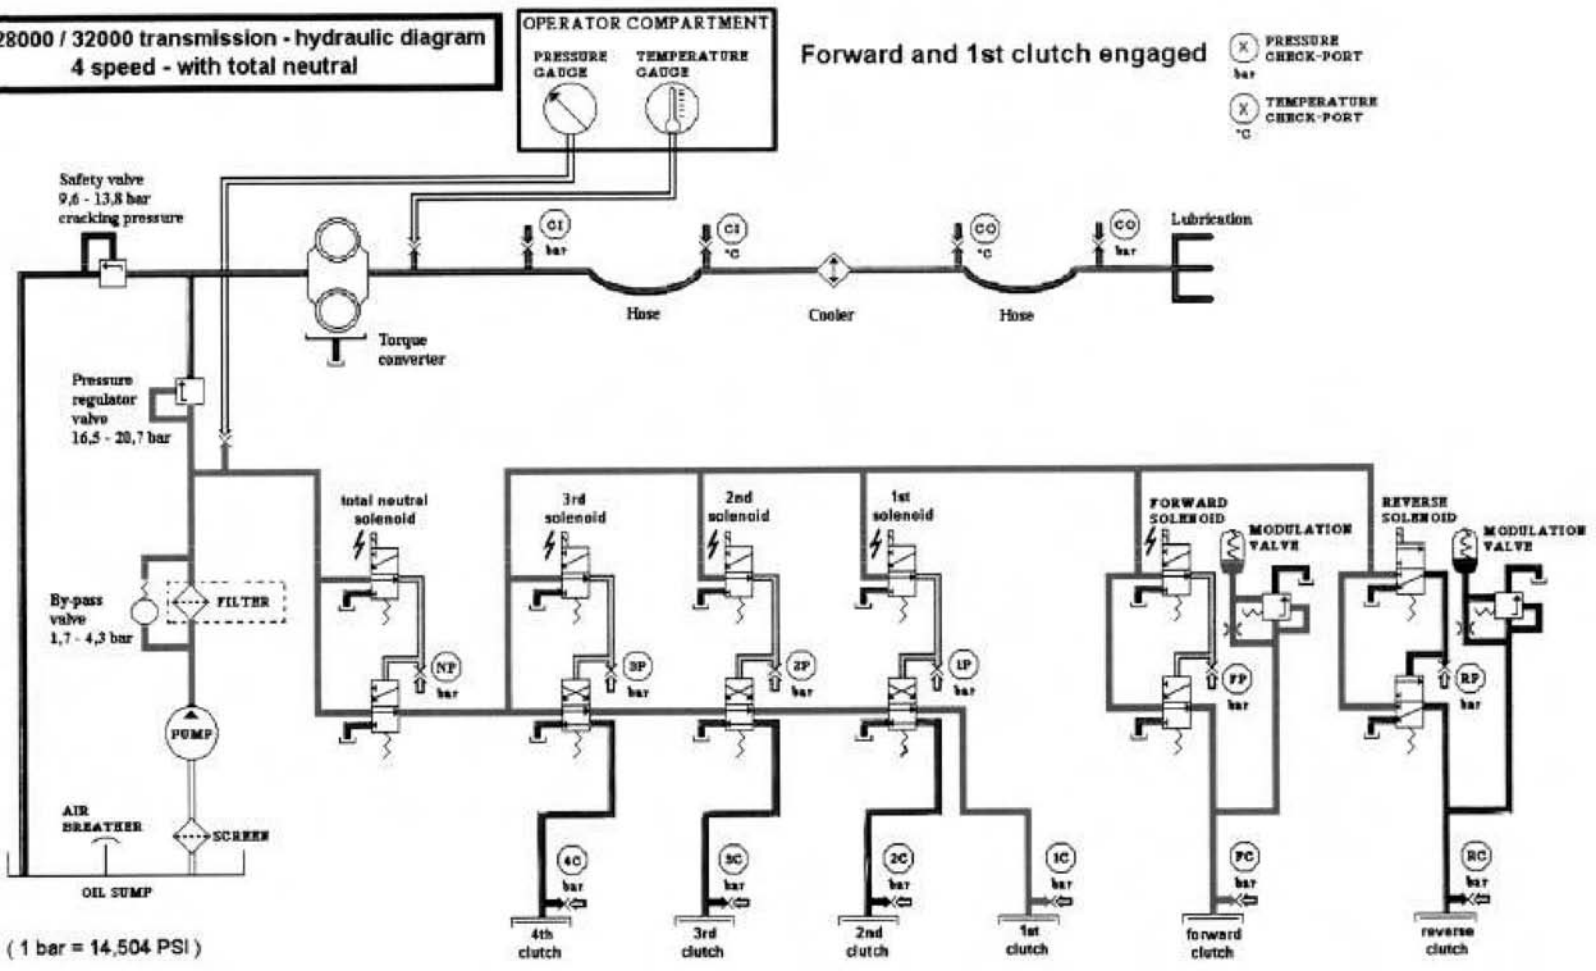 28000 / 32000 transmission - hydraulic diagram
4 speed - with total neutral
OPERATOR COMPARTMENT
PRESSURE
GAUGE
TEMPERATURE
GAUGE
Forward and 1st clutch engaged
X
PRESSURE
CHECK-PORT
bar
X
TEMPERATURE
CHECK-PORT
°C
Safety valve
9,6 - 13,8 bar
cracking pressure
CI
bar
CI
°C
CO
°C
CO
bar
Lubrication
Hose
Cooler
Hose
Torque
converter
Pressure
regulator
valve
16,5 - 20,7 bar
total neutral
solenoid
3rd
solenoid
2nd
solenoid
1st
solenoid
FORWARD
SOLENOID
MODULATION
VALVE
REVERSE
SOLENOID
MODULATION
VALVE
By-pass
valve
1,7 - 4,3 bar
FILTER
NP
bar
3P
bar
2P
bar
1P
bar
FP
bar
RP
bar
PUMP
AIR
BREATHER
SCREEN
OIL SUMP
4C
bar
3C
bar
2C
bar
1C
bar
FC
bar
RC
bar
4th
clutch
3rd
clutch
2nd
clutch
1st
clutch
forward
clutch
reverse
clutch
( 1 bar = 14,504 PSI )